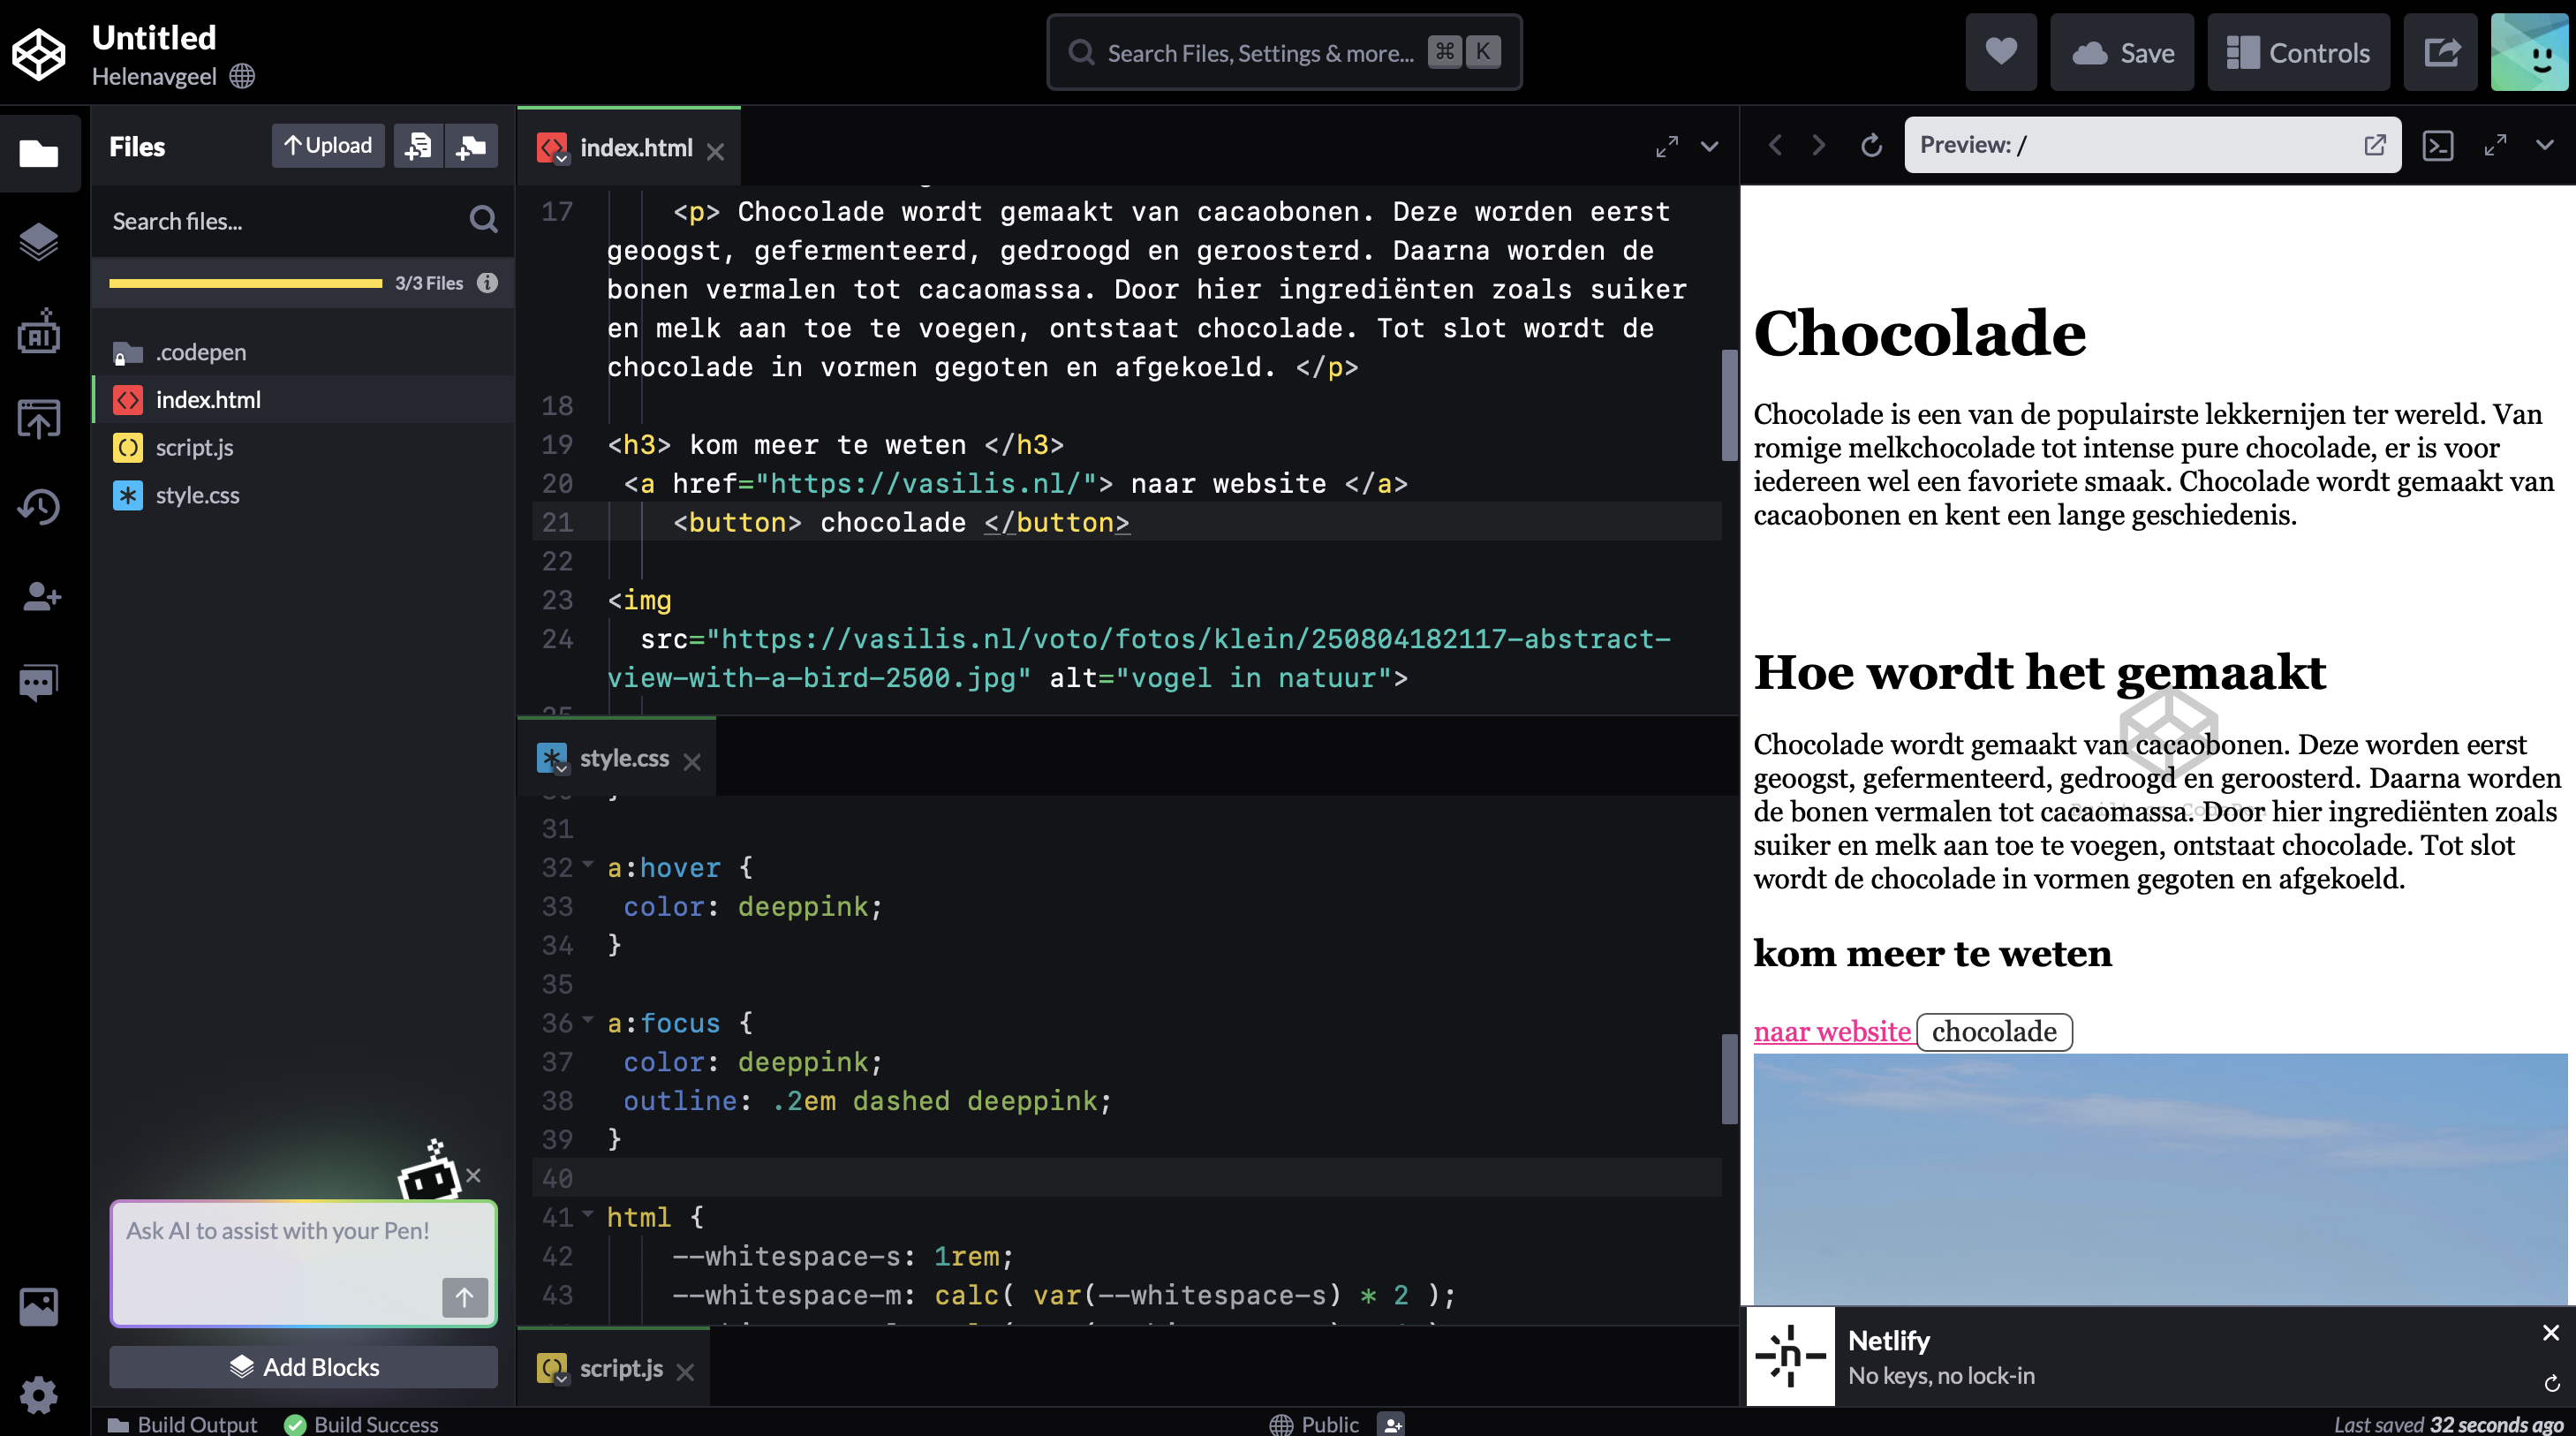 Untitled
Helenavgeel
Search Files, Settings & more... ⌘ K
Save
Controls
Files
Upload
Search files...
3/3 Files
.codepen
index.html
script.js
style.css
Ask AI to assist with your Pen!
Add Blocks
index.html
17 <p> Chocolade wordt gemaakt van cacaobonen. Deze worden eerst
geoogst, gefermenteerd, gedroogd en geroosterd. Daarna worden de
bonen vermalen tot cacaomassa. Door hier ingrediënten zoals suiker
en melk aan toe te voegen, ontstaat chocolade. Tot slot wordt de
chocolade in vormen gegoten en afgekoeld. </p>
18
19 <h3> kom meer te weten </h3>
20 <a href="https://vasilis.nl/"> naar website </a>
21 <button> chocolade </button>
22
23 <img
24 src="https://vasilis.nl/voto/fotos/klein/250804182117-abstract-
view-with-a-bird-2500.jpg" alt="vogel in natuur">
style.css
31
32 a:hover {
33 color: deeppink;
34 }
35
36 a:focus {
37 color: deeppink;
38 outline: .2em dashed deeppink;
39 }
40
41 html {
42 --whitespace-s: 1rem;
43 --whitespace-m: calc( var(--whitespace-s) * 2 );
script.js
Preview: /
Chocolade
Chocolade is een van de populairste lekkernijen ter wereld. Van
romige melkchocolade tot intense pure chocolade, er is voor
iedereen wel een favoriete smaak. Chocolade wordt gemaakt van
cacaobonen en kent een lange geschiedenis.
Hoe wordt het gemaakt
Chocolade wordt gemaakt van cacaobonen. Deze worden eerst
geoogst, gefermenteerd, gedroogd en geroosterd. Daarna worden
de bonen vermalen tot cacaomassa. Door hier ingrediënten zoals
suiker en melk aan toe te voegen, ontstaat chocolade. Tot slot
wordt de chocolade in vormen gegoten en afgekoeld.
kom meer te weten
naar website chocolade
Netlify
No keys, no lock-in
Build Output
Build Success
Public
Last saved 32 seconds ago